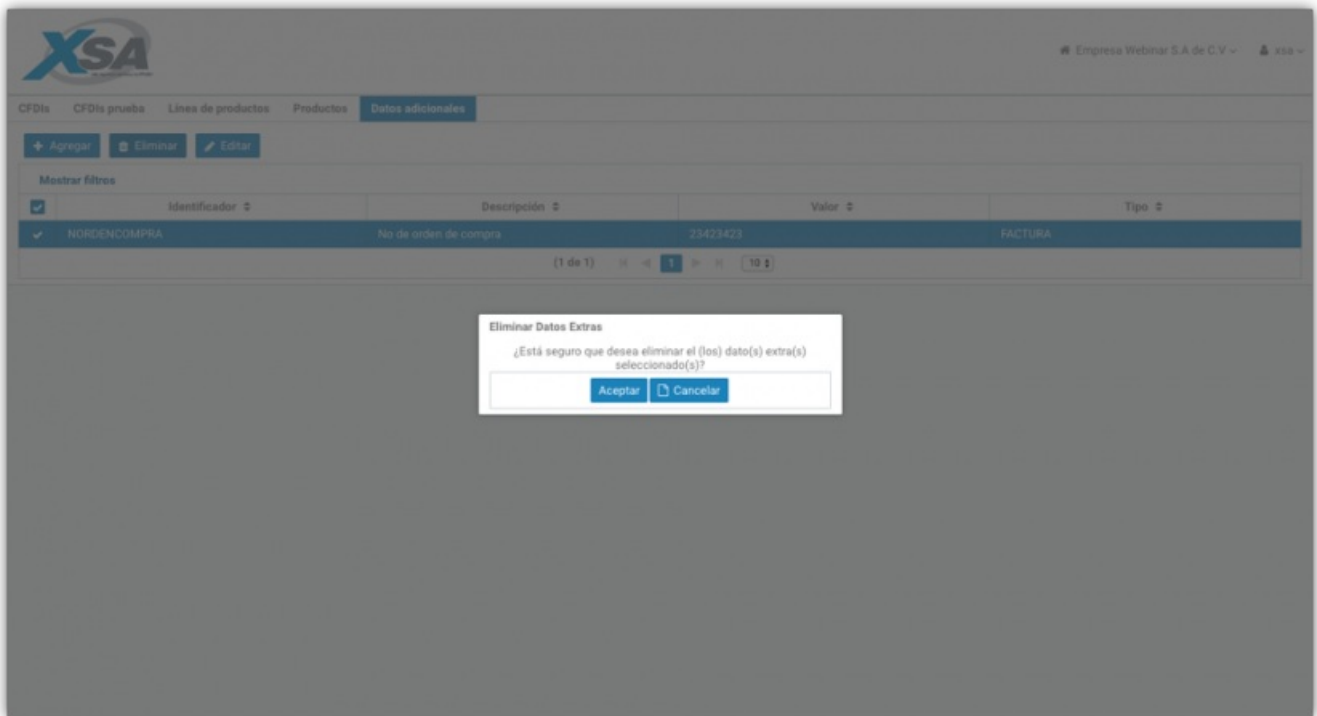 XSA
Empresa Webinar S.A de C.V
xsa
CFDIs CFDIs prueba Línea de productos Productos Datos adicionales
Agregar Eliminar Editar
Mostrar filtros
Identificador Descripción Valor Tipo
NORDENCOMPRA No de orden de compra 23423423 FACTURA
(1 de 1) 1 10
Eliminar Datos Extras
¿Está seguro que desea eliminar el (los) dato(s) extra(s)
seleccionado(s)?
Aceptar Cancelar